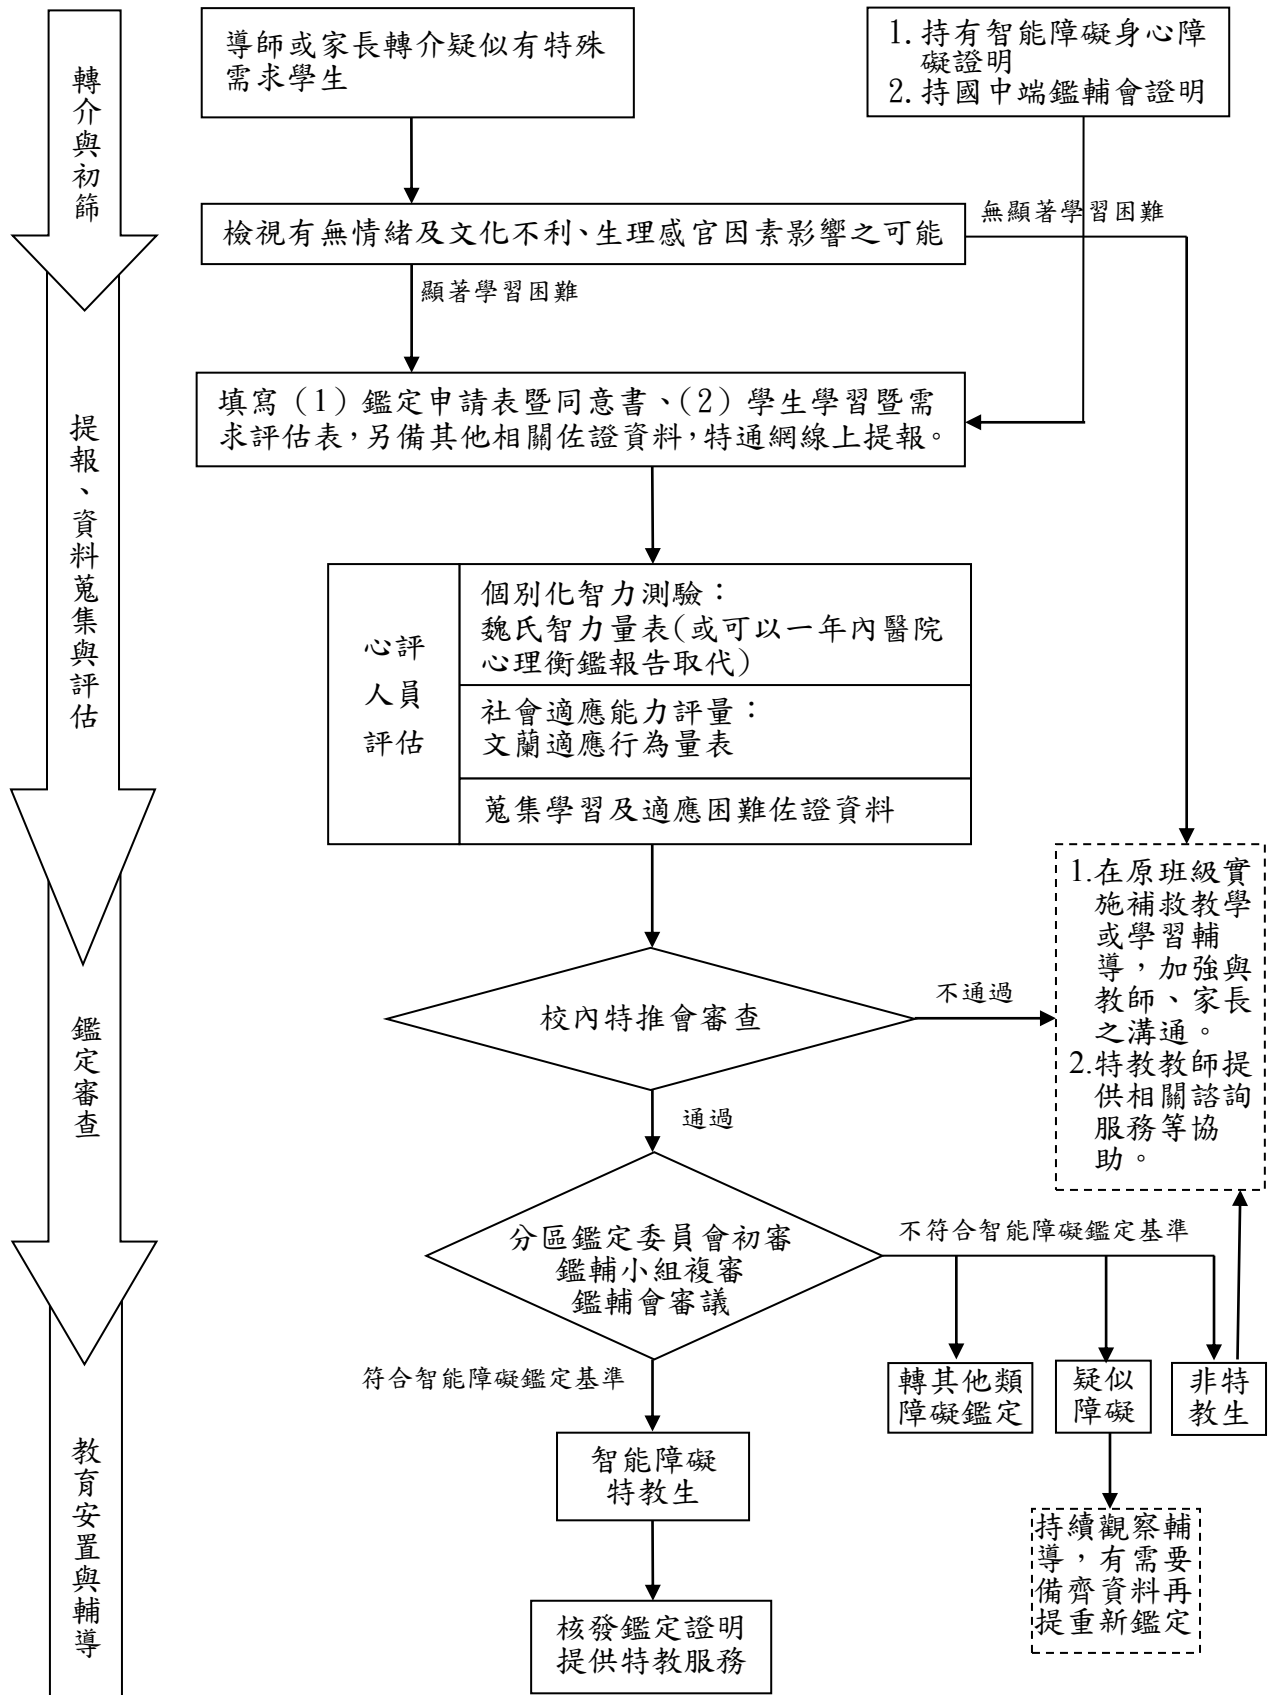 轉介與初篩
導師或家長轉介疑似有特殊
需求學生
1. 持有智能障礙身心障
礙證明
2. 持國中端鑑輔會證明
檢視有無情緒及文化不利、生理感官因素影響之可能
無顯著學習困難
顯著學習困難
提報、資料蒐集與評估
填寫（1）鑑定申請表暨同意書、(2) 學生學習暨需
求評估表，另備其他相關佐證資料，特通網線上提報。
心評
人員
評估
個別化智力測驗：
魏氏智力量表(或可以一年內醫院
心理衡鑑報告取代)
社會適應能力評量：
文蘭適應行為量表
蒐集學習及適應困難佐證資料
1.在原班級實
施補救教學
或學習輔
導，加強與
教師、家長
之溝通。
2.特教教師提
供相關諮詢
服務等協
助。
鑑定審查
校內特推會審查
不通過
通過
分區鑑定委員會初審
鑑輔小組複審
鑑輔會審議
不符合智能障礙鑑定基準
符合智能障礙鑑定基準
轉其他類
障礙鑑定
疑似
障礙
非特
教生
教育安置與輔導
智能障礙
特教生
持續觀察輔
導，有需要
備齊資料再
提重新鑑定
核發鑑定證明
提供特教服務